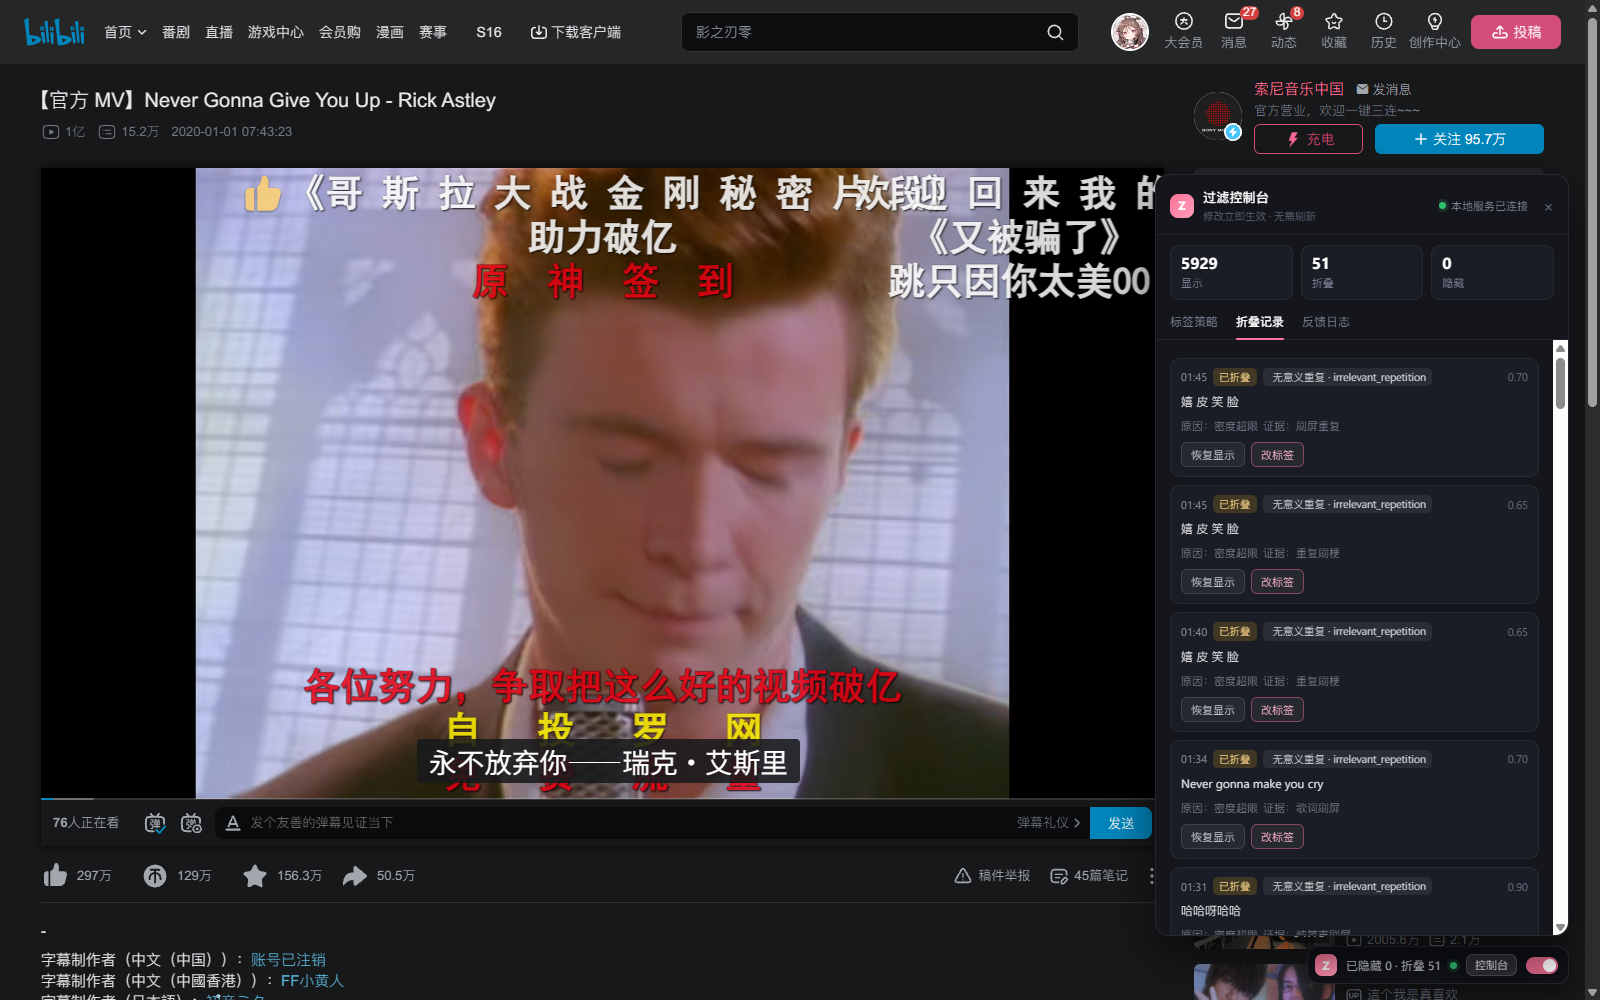 bilibili
首页 番剧 直播 游戏中心 会员购 漫画 赛事 S16 下载客户端
影之刃零
大会员 消息 27 动态 8 收藏 历史 创作中心 投稿
【官方 MV】Never Gonna Give You Up - Rick Astley
1亿 15.2万 2020-01-01 07:43:23
索尼音乐中国 发消息
官方营业，欢迎一键三连~~~
充电 + 关注 95.7万
《哥斯拉大战金刚秘密片段》
欢迎回来我的
助力破亿
《又被骗了》
原神签到
跳只因你太美00
各位努力，争取把这么好的视频破亿
自投罗网
永不放弃你——瑞克·艾斯里
76人正在看
发个友善的弹幕见证当下
弹幕礼仪
发送
297万 129万 156.3万 50.5万
稿件举报 45篇笔记
-
字幕制作者（中文（中国））: 账号已注销
字幕制作者（中文（中國香港））: FF小黄人
Z
过滤控制台
修改立即生效 · 无需刷新
本地服务已连接 ×
5929 显示
51 折叠
0 隐藏
标签策略 折叠记录 反馈日志
01:45 已折叠 无意义重复 · irrelevant_repetition 0.70
嬉皮笑脸
原因：密度超限 证据：刷屏重复
恢复显示 改标签
01:45 已折叠 无意义重复 · irrelevant_repetition 0.65
嬉皮笑脸
原因：密度超限 证据：重复刷梗
恢复显示 改标签
01:40 已折叠 无意义重复 · irrelevant_repetition 0.65
嬉皮笑脸
原因：密度超限 证据：重复刷梗
恢复显示 改标签
01:34 已折叠 无意义重复 · irrelevant_repetition 0.70
Never gonna make you cry
原因：密度超限 证据：歌词刷屏
恢复显示 改标签
01:31 已折叠 无意义重复 · irrelevant_repetition 0.90
哈哈呀哈哈
2005.6万 2.1万
Z 已隐藏 0 · 折叠 51 控制台
這个我是真喜欢